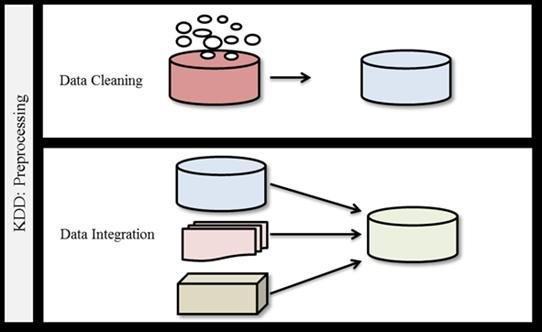 KDD: Preprocessing
Data Cleaning
Data Integration